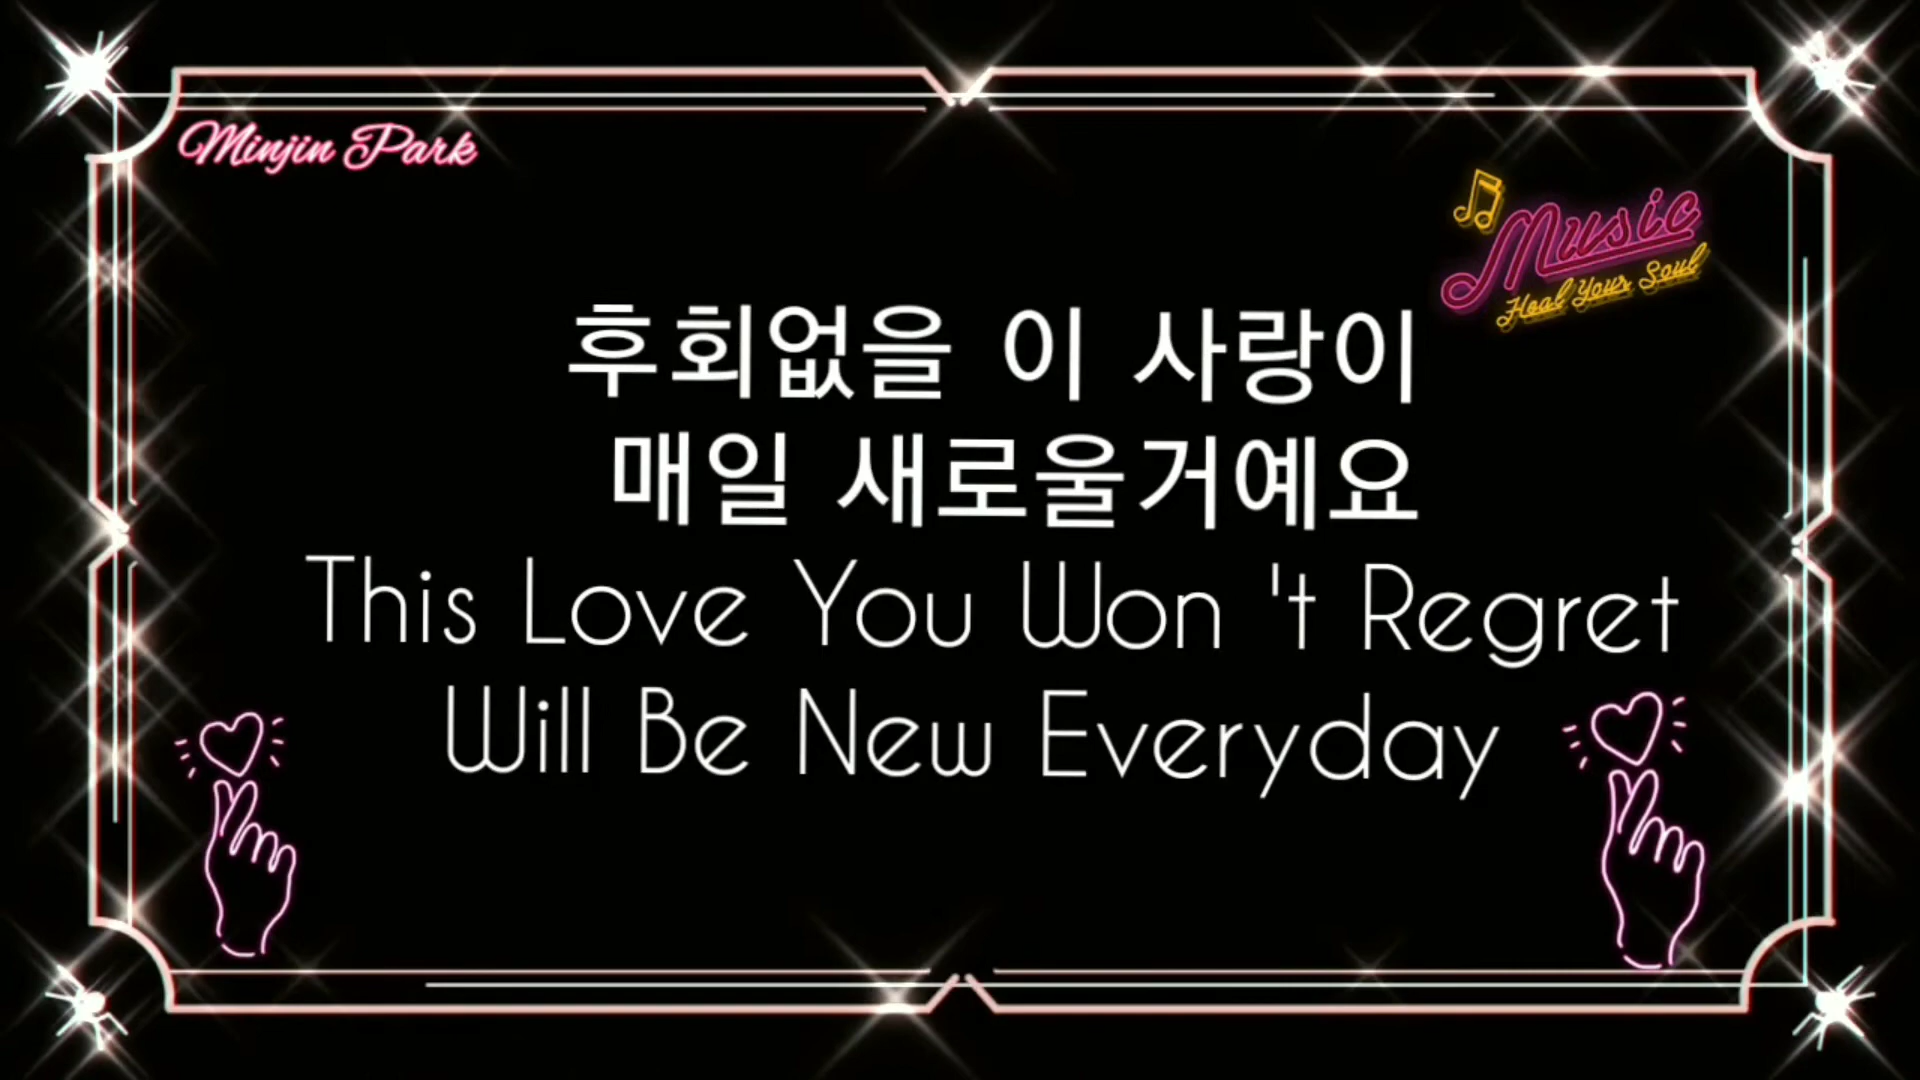 Minjin Park
Music
Heal Your Soul
후회없을 이 사랑이
매일 새로울거예요
This Love You Won 't Regret
Will Be New Everyday